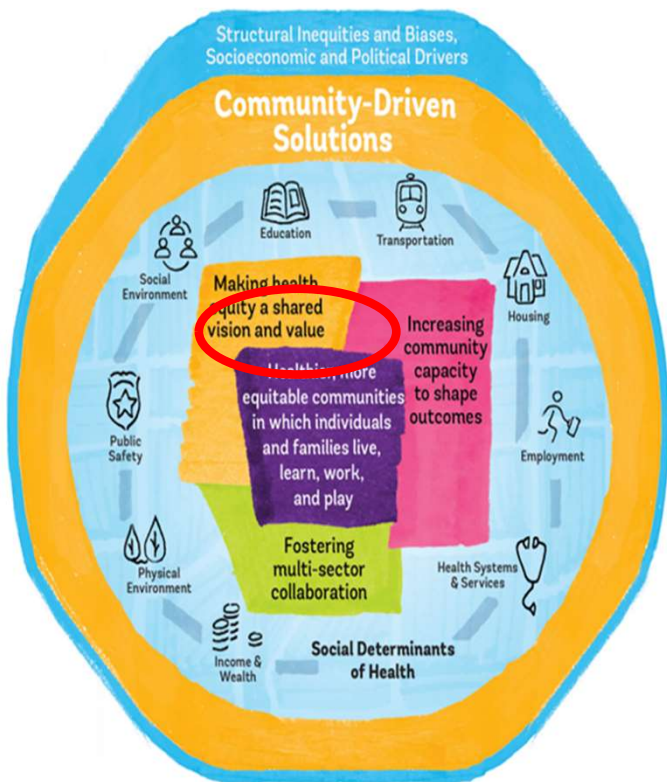 Structural Inequities and Biases,
Socioeconomic and Political Drivers
Community-Driven
Solutions
Education
Transportation
Social
Environment
Housing
Making health
equity a shared
vision and value
Increasing
community
capacity
to shape
outcomes
Healthier, more
equitable communities
in which individuals
and families live,
learn, work,
and play
Public
Safety
Employment
Fostering
multi-sector
collaboration
Physical
Environment
Health Systems
& Services
Income &
Wealth
Social Determinants
of Health